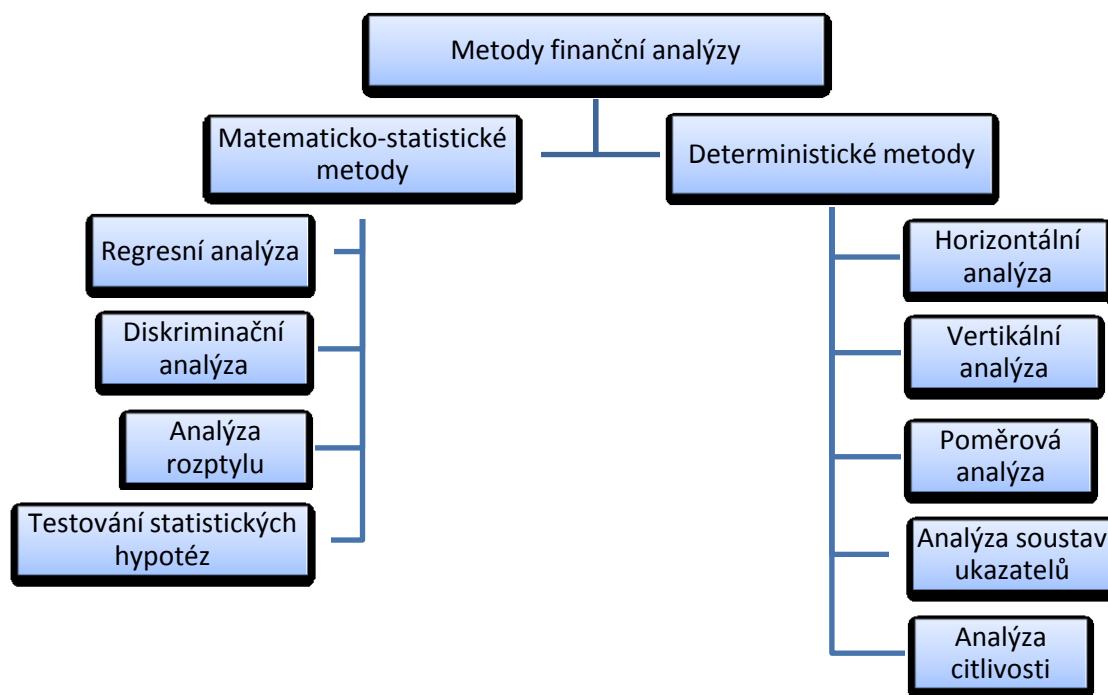 Metody finanční analýzy
Matematicko-statistické
metody
Deterministické metody
Regresní analýza
Diskriminační
analýza
Analýza
rozptylu
Testování statistických
hypotéz
Horizontální
analýza
Vertikální
analýza
Poměrová
analýza
Analýza soustav
ukazatelů
Analýza
citlivosti